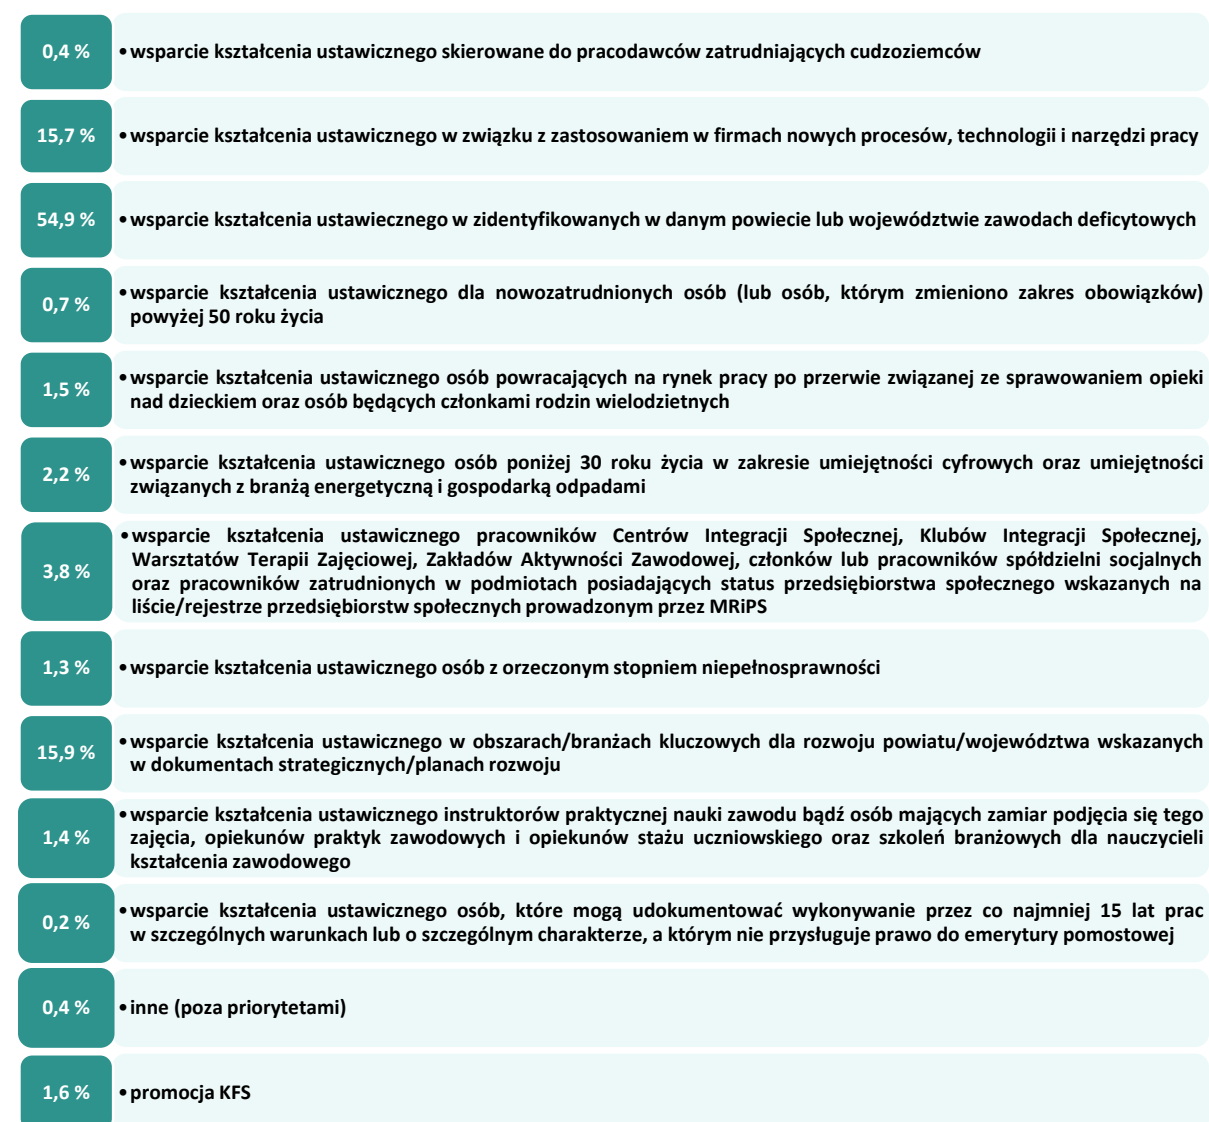 0,4 %
•wsparcie kształcenia ustawicznego skierowane do pracodawców zatrudniających cudzoziemców
15,7 %
•wsparcie kształcenia ustawicznego w związku z zastosowaniem w firmach nowych procesów, technologii i narzędzi pracy
54,9 %
•wsparcie kształcenia ustawiecznego w zidentyfikowanych w danym powiecie lub województwie zawodach deficytowych
0,7 %
•wsparcie kształcenia ustawicznego dla nowozatrudnionych osób (lub osób, którym zmieniono zakres obowiązków)
powyżej 50 roku życia
1,5 %
•wsparcie kształcenia ustawicznego osób powracających na rynek pracy po przerwie związanej ze sprawowaniem opieki
nad dzieckiem oraz osób będących członkami rodzin wielodzietnych
2,2 %
•wsparcie kształcenia ustawicznego osób poniżej 30 roku życia w zakresie umiejętności cyfrowych oraz umiejętności
związanych z branżą energetyczną i gospodarką odpadami
3,8 %
•wsparcie kształcenia ustawicznego pracowników Centrów Integracji Społecznej, Klubów Integracji Społecznej,
Warsztatów Terapii Zajęciowej, Zakładów Aktywności Zawodowej, członków lub pracowników spółdzielni socjalnych
oraz pracowników zatrudnionych w podmiotach posiadających status przedsiębiorstwa społecznego wskazanych na
liście/rejestrze przedsiębiorstw społecznych prowadzonym przez MRiPS
1,3 %
•wsparcie kształcenia ustawicznego osób z orzeczonym stopniem niepełnosprawności
15,9 %
•wsparcie kształcenia ustawicznego w obszarach/branżach kluczowych dla rozwoju powiatu/województwa wskazanych
w dokumentach strategicznych/planach rozwoju
1,4 %
•wsparcie kształcenia ustawicznego instruktorów praktycznej nauki zawodu bądź osób mających zamiar podjęcia się tego
zajęcia, opiekunów praktyk zawodowych i opiekunów stażu uczniowskiego oraz szkoleń branżowych dla nauczycieli
kształcenia zawodowego
0,2 %
•wsparcie kształcenia ustawicznego osób, które mogą udokumentować wykonywanie przez co najmniej 15 lat prac
w szczególnych warunkach lub o szczególnym charakterze, a którym nie przysługuje prawo do emerytury pomostowej
0,4 %
•inne (poza priorytetami)
1,6 %
•promocja KFS